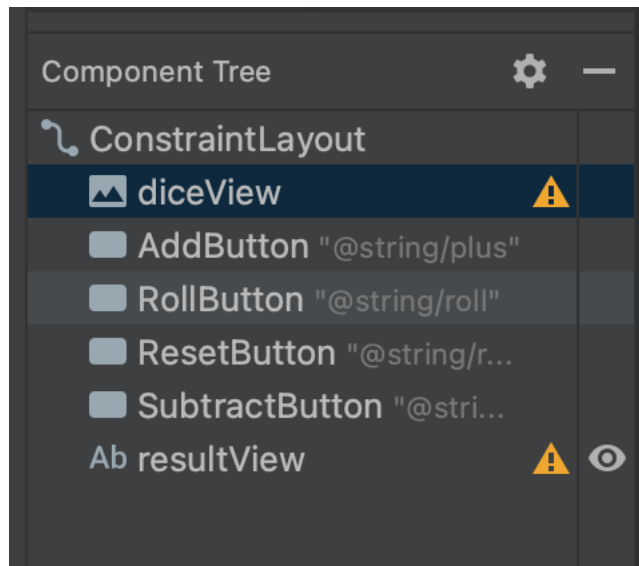 Component Tree
ConstraintLayout
diceView
AddButton "@string/plus"
RollButton "@string/roll"
ResetButton "@string/r...
SubtractButton "@stri...
Ab resultView